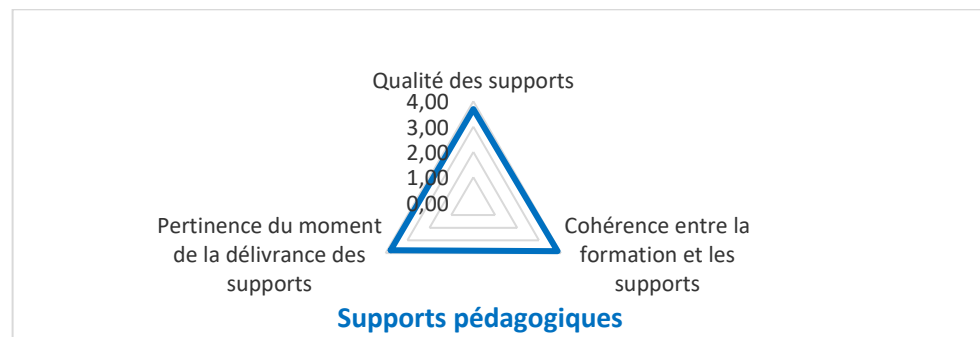 Qualité des supports
4,00
3,00
2,00
1,00
0,00
Pertinence du moment
de la délivrance des
supports
Cohérence entre la
formation et les
supports
Supports pédagogiques